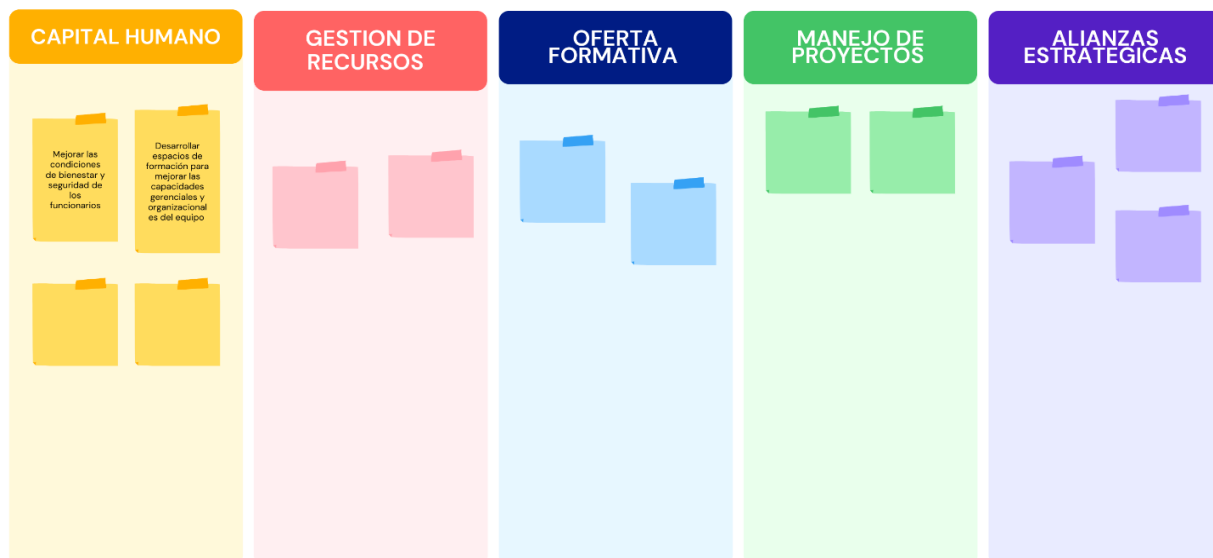 CAPITAL HUMANO
Mejorar las
condiciones
de bienestar y
seguridad de
los
funcionarios
Desarrollar
espacios de
formación para
mejorar las
capacidades
gerenciales y
organizacional
es del equipo
GESTION DE
RECURSOS
OFERTA
FORMATIVA
MANEJO DE
PROYECTOS
ALIANZAS
ESTRATEGICAS